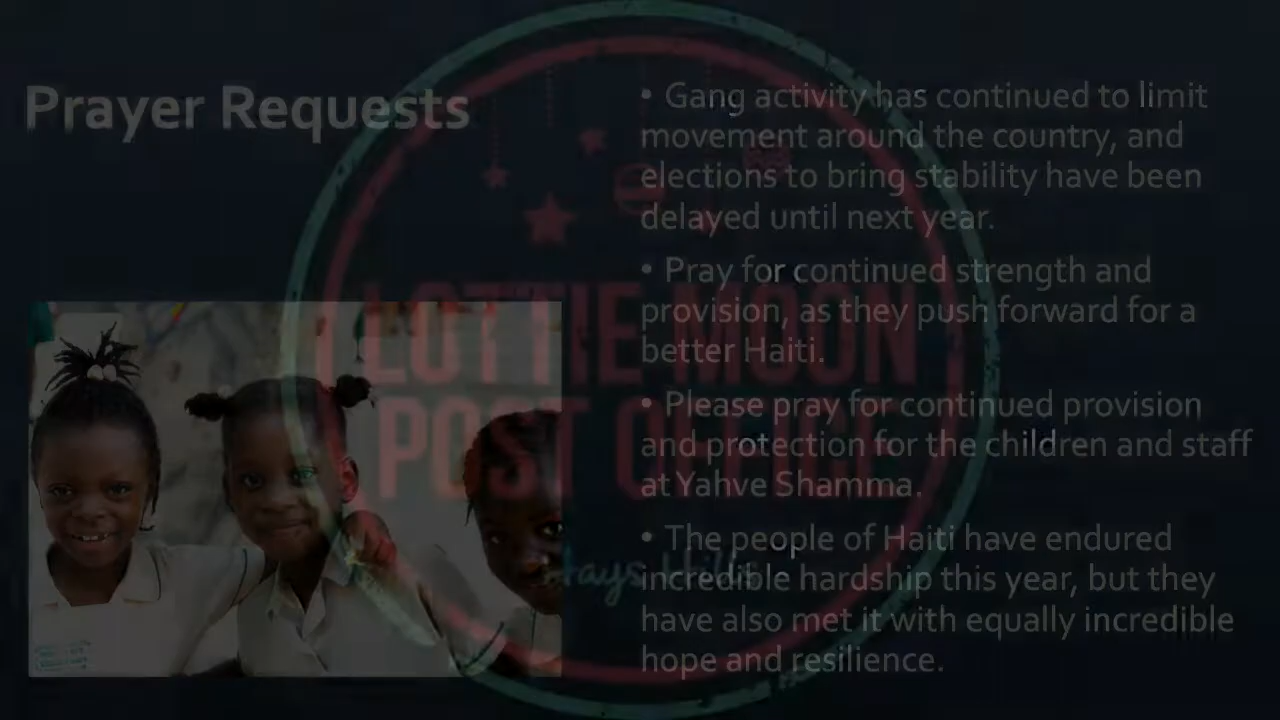 Prayer Requests
• Gang activity has continued to limit
movement around the country, and
elections to bring stability have been
delayed until next year.
• Pray for continued strength and
provision, as they push forward for a
better Haiti.
• Please pray for continued provision
and protection for the children and staff
at Yahve Shamma.
• The people of Haiti have endured
incredible hardship this year, but they
have also met it with equally incredible
hope and resilience.
LOTTIE MOON
POST OFFICE
Hays Hills